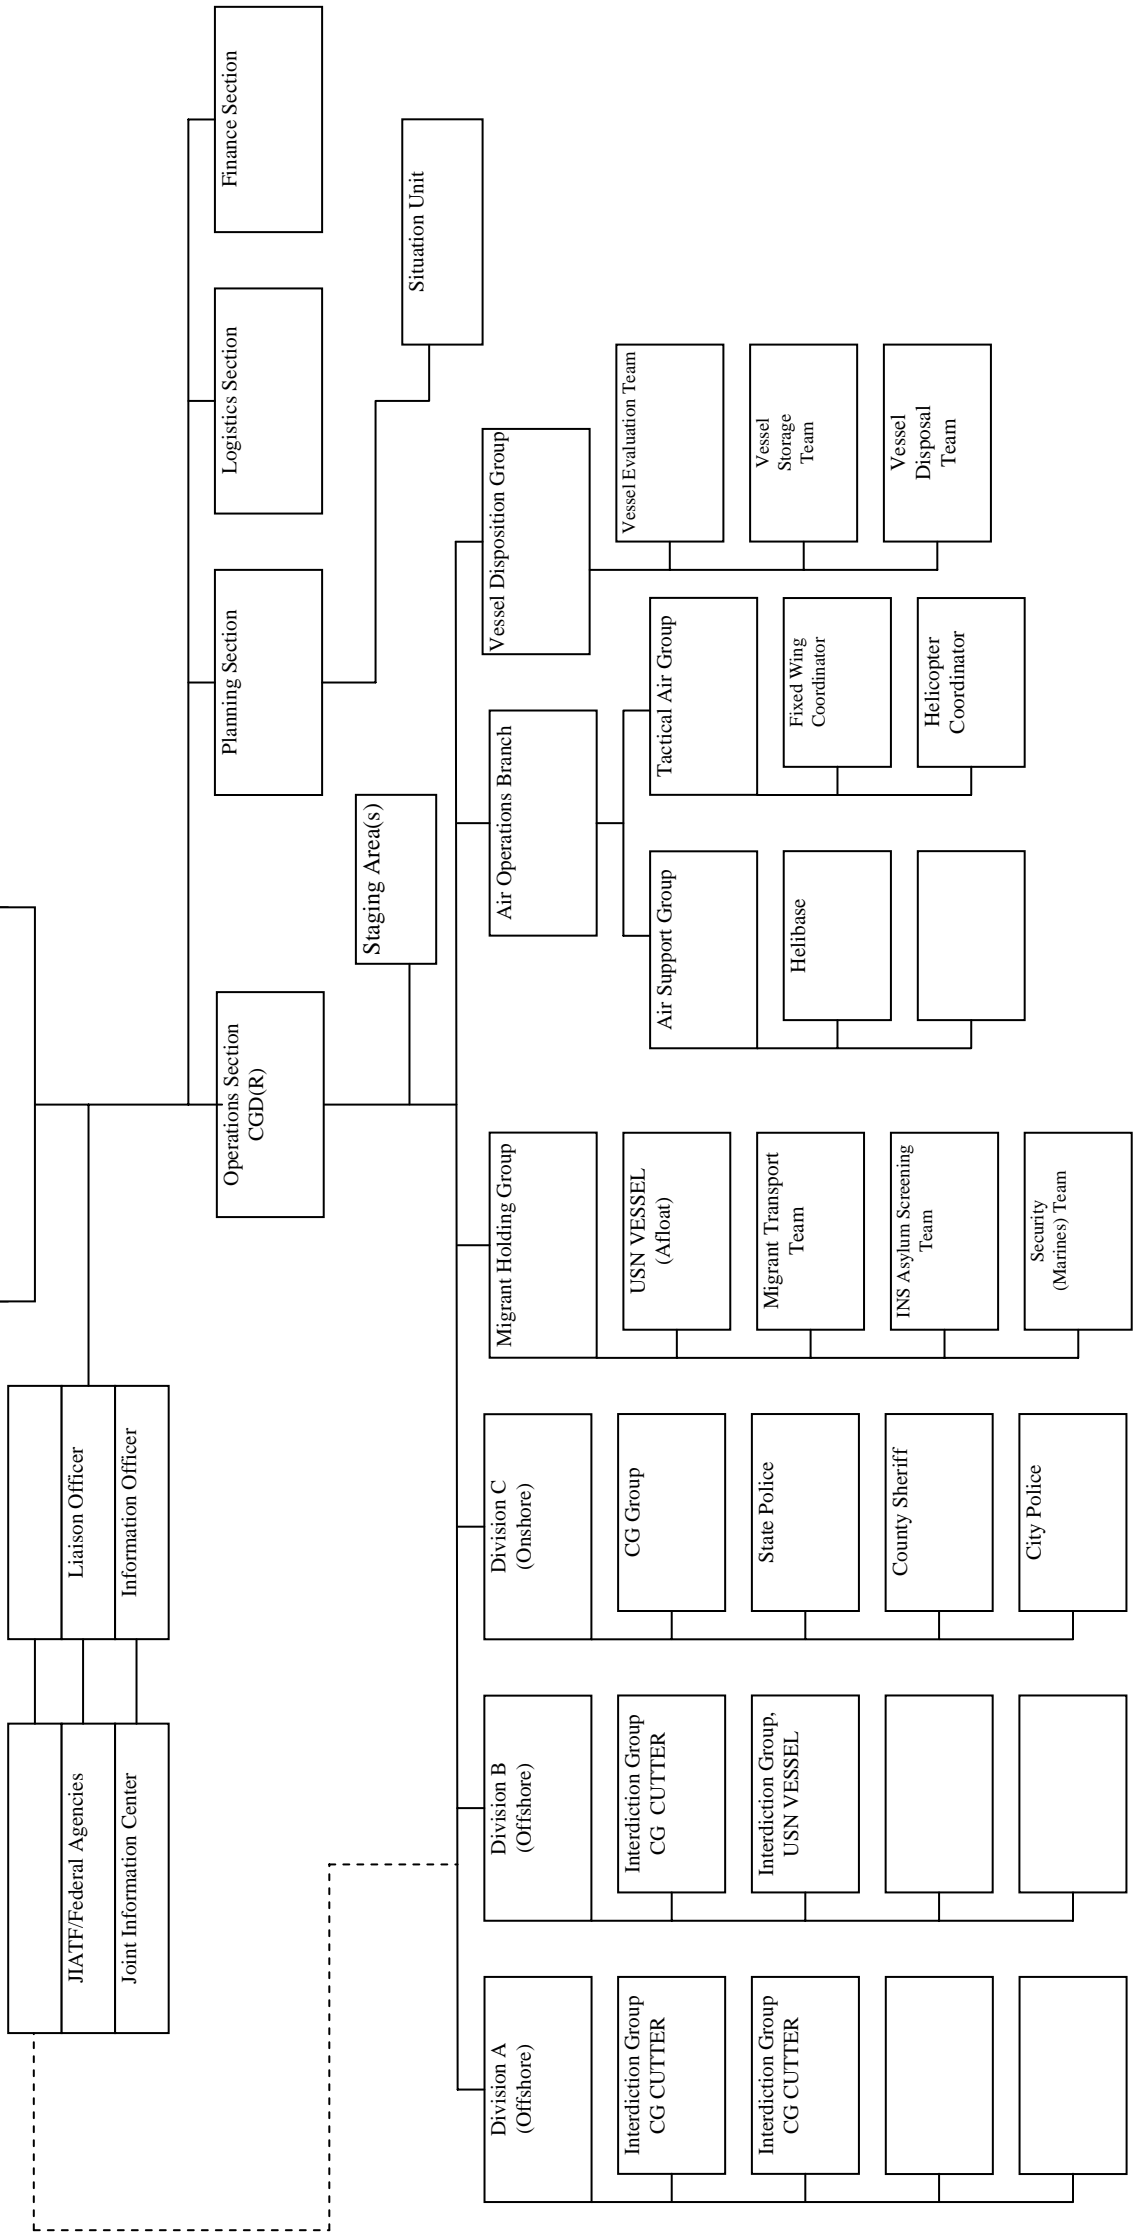 JIATF/Federal Agencies
Joint Information Center
Liaison Officer
Information Officer
Operations Section
CGD(R)
Planning Section
Logistics Section
Finance Section
Staging Area(s)
Situation Unit
Division A
(Offshore)
Interdiction Group
CG CUTTER
Interdiction Group
CG CUTTER
Division B
(Offshore)
Interdiction Group
CG CUTTER
Interdiction Group,
USN VESSEL
Division C
(Onshore)
CG Group
State Police
County Sheriff
City Police
Migrant Holding Group
USN VESSEL
(Afloat)
Migrant Transport
Team
INS Asylum Screening
Team
Security
(Marines) Team
Air Operations Branch
Air Support Group
Helibase
Tactical Air Group
Fixed Wing
Coordinator
Helicopter
Coordinator
Vessel Disposition Group
Vessel Evaluation Team
Vessel
Storage
Team
Vessel
Disposal
Team